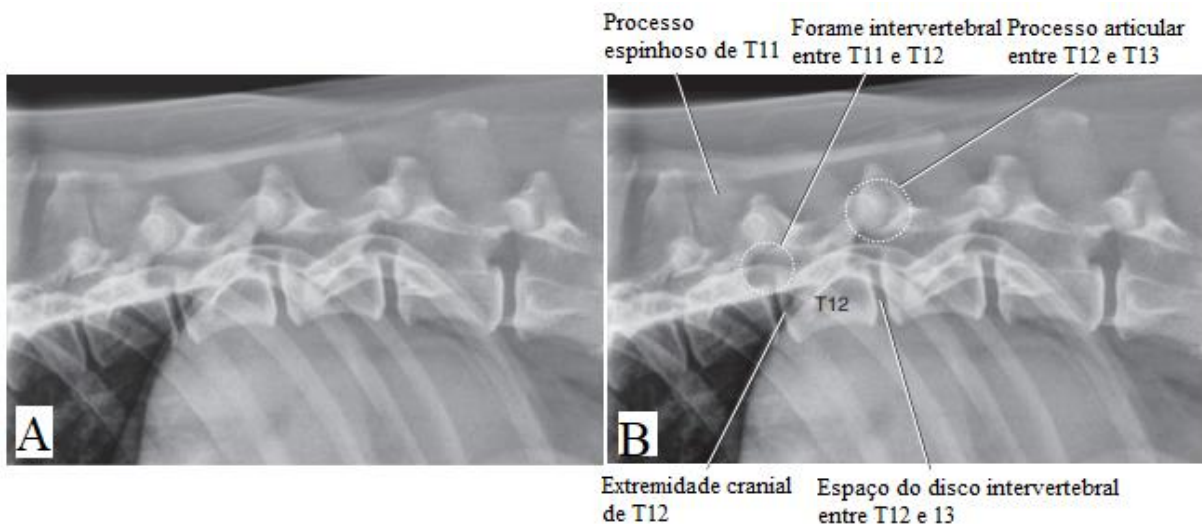 Processo
espinhoso de T11
Forame intervertebral
entre T11 e T12
Processo articular
entre T12 e T13
T12
A
B
Extremidade cranial
de T12
Espaço do disco intervertebral
entre T12 e 13